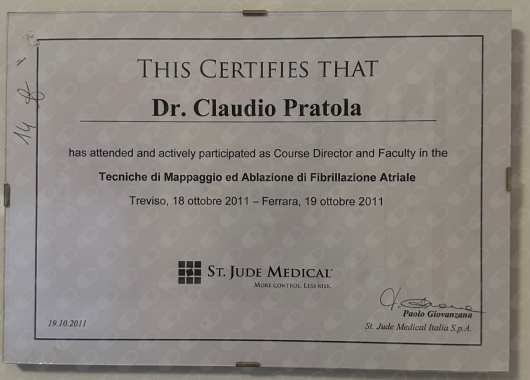 THIS CERTIFIES THAT
Dr. Claudio Pratola
has attended and actively participated as Course Director and Faculty in the
Tecniche di Mappaggio ed Ablazione di Fibrillazione Atriale
Treviso, 18 ottobre 2011 – Ferrara, 19 ottobre 2011
ST. JUDE MEDICAL
MORE CONTROL. LESS RISK.
Paolo Giovanzana
19.10.2011
St. Jude Medical Italia S.p.A.
14